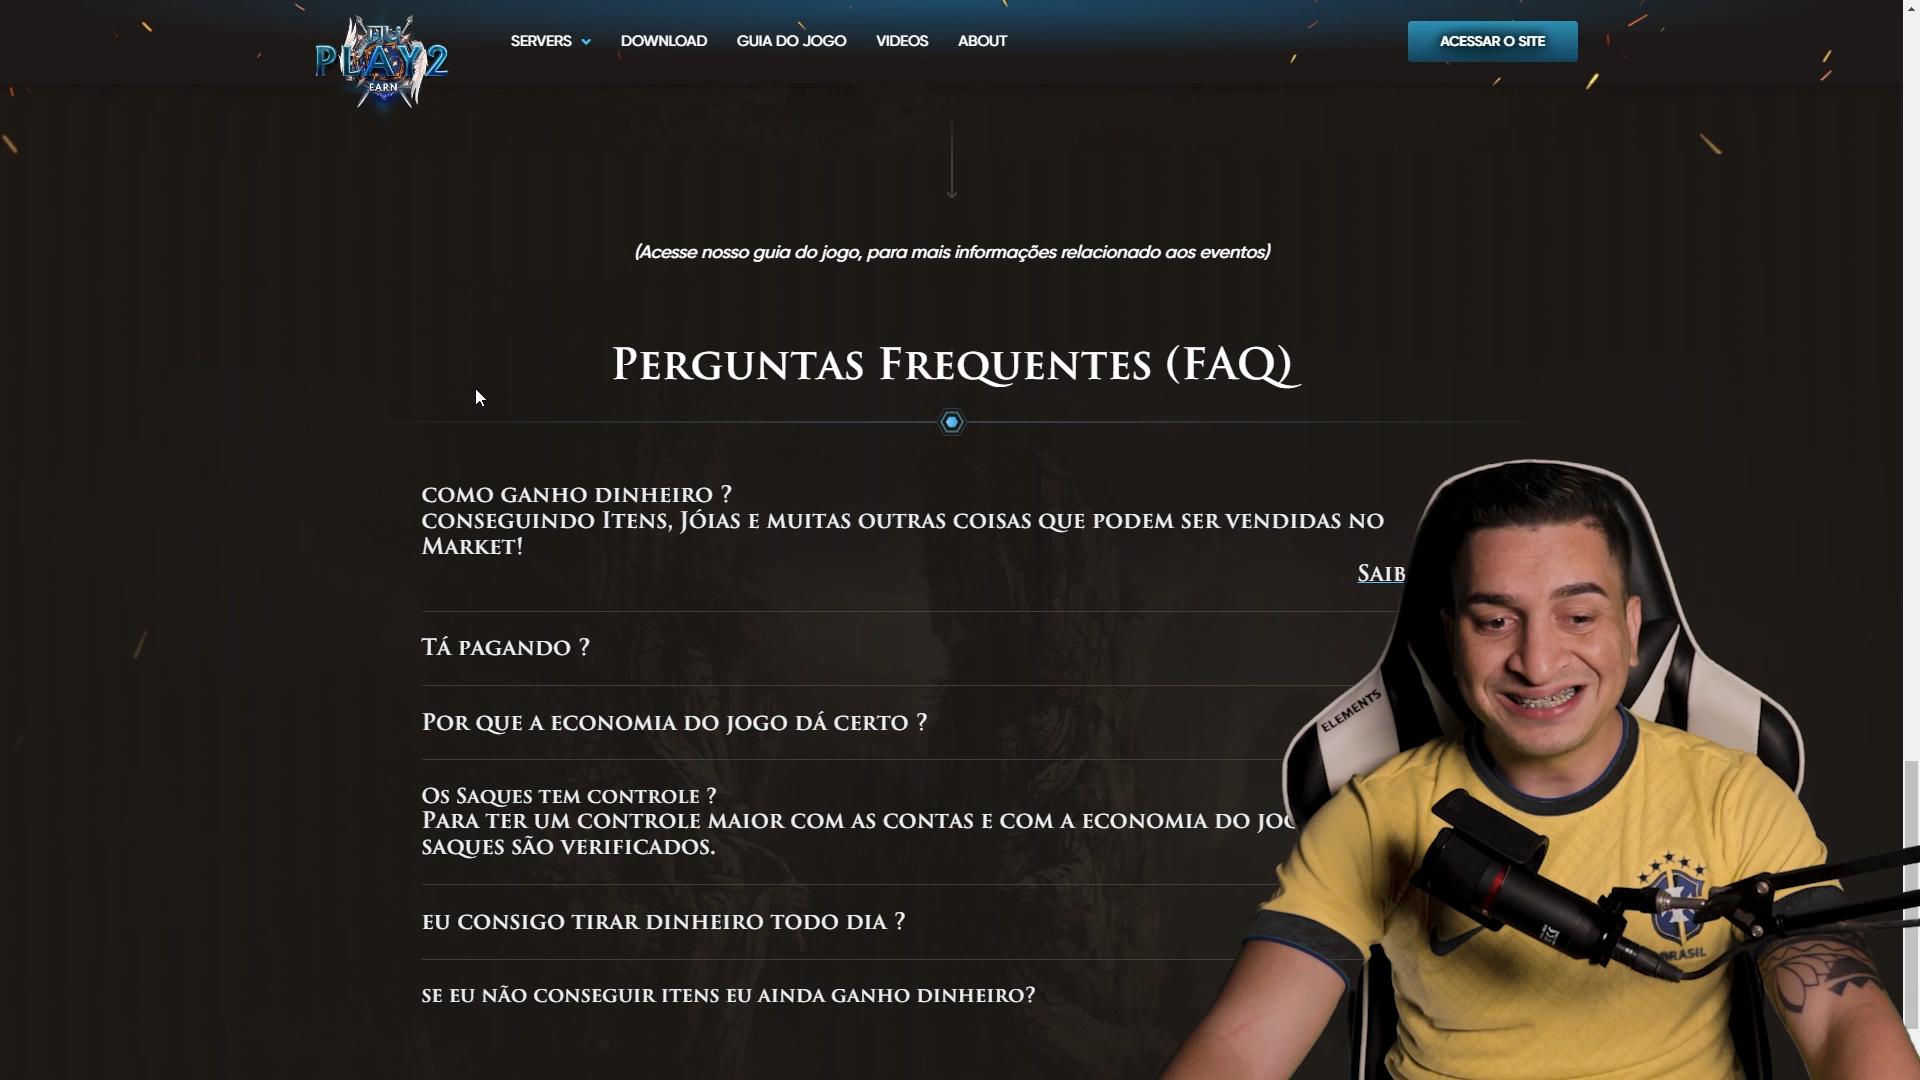 MU
PLAY2
EARN
SERVERS
DOWNLOAD
GUIA DO JOGO
VIDEOS
ABOUT
ACESSAR O SITE
(Acesse nosso guia do jogo, para mais informações relacionado aos eventos)
Perguntas Frequentes (FAQ)
como ganho dinheiro ?
conseguindo Itens, Jóias e muitas outras coisas que podem ser vendidas no
Market!
Saib
Tá pagando ?
Por que a economia do jogo dá certo ?
Os Saques tem controle ?
Para ter um controle maior com as contas e com a economia do
saques são verificados.
eu consigo tirar dinheiro todo dia ?
se eu não conseguir itens eu ainda ganho dinheiro?
ELEMENTS
BRASIL